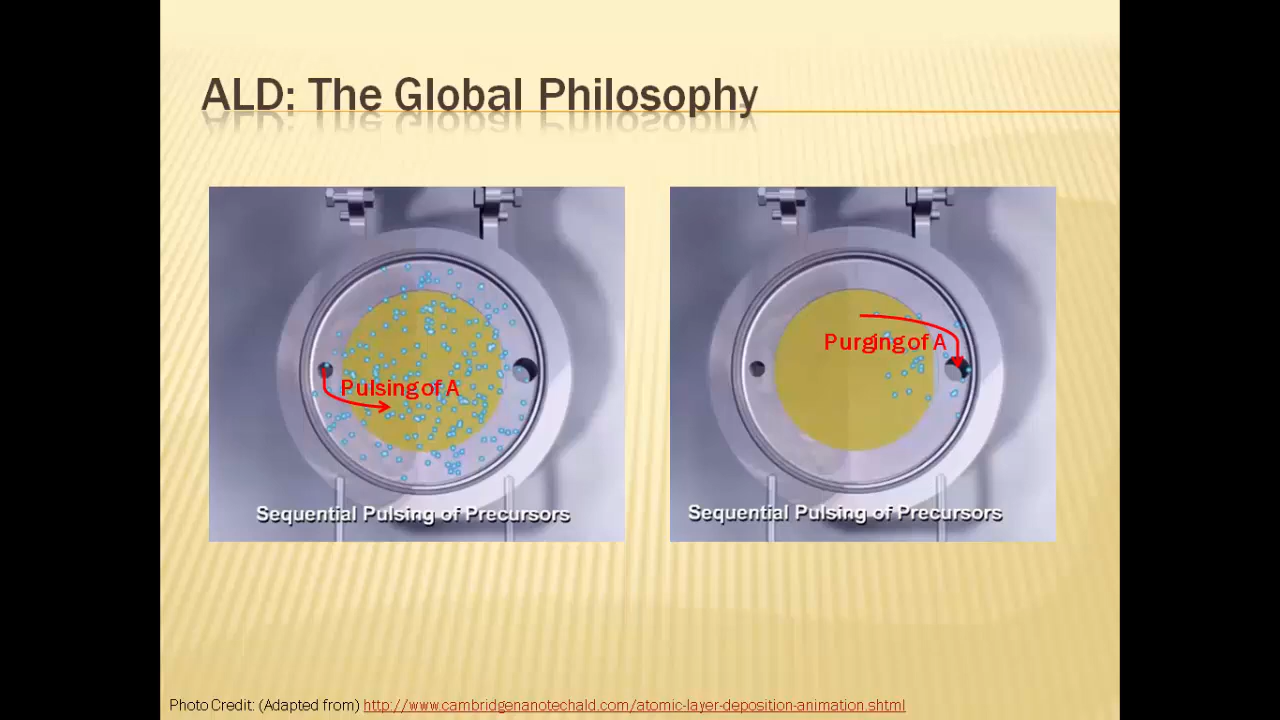 ALD: The Global Philosophy
Pulsing of A
Sequential Pulsing of Precursors
Purging of A
Sequential Pulsing of Precursors
Photo Credit: (Adapted from) http://www.cambridgenanotechald.com/atomic-layer-deposition-animation.shtml